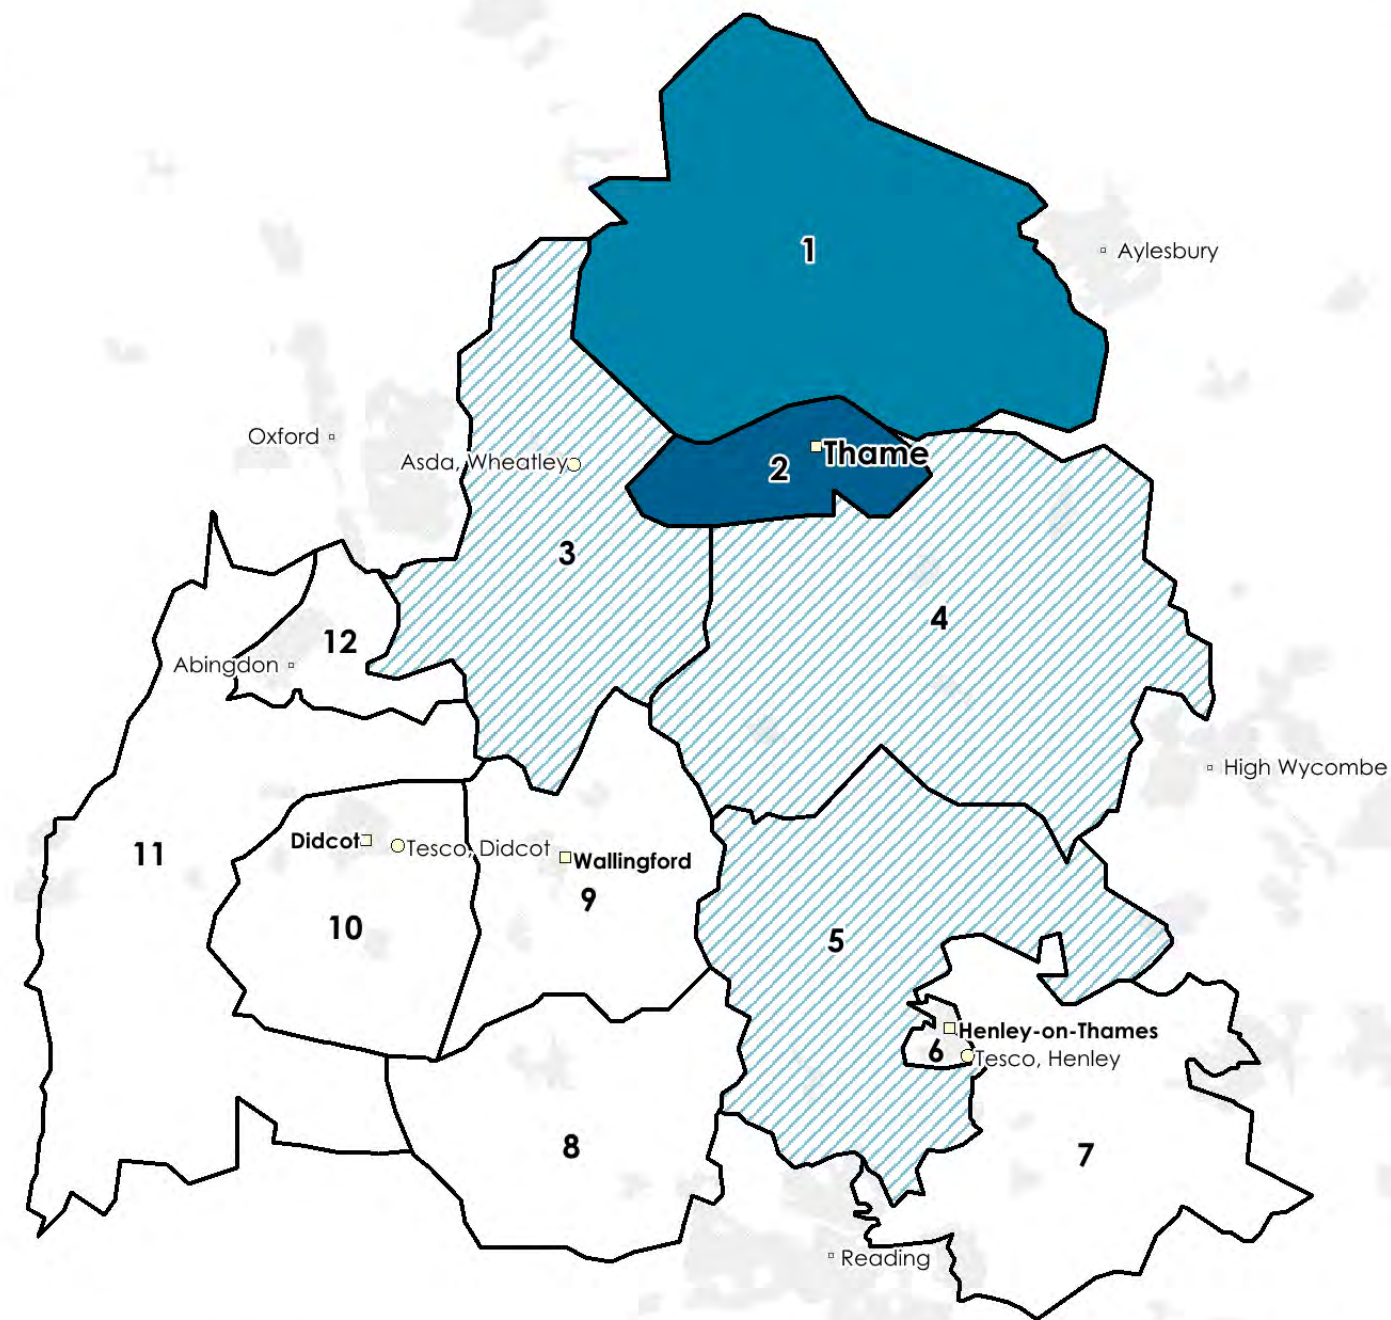 1
Aylesbury
Oxford
Asda, Wheatley
2
Thame
3
4
12
Abingdon
High Wycombe
Didcot
Tesco, Didcot
11
Wallingford
9
10
5
Henley-on-Thames
6
Tesco, Henley
8
7
Reading